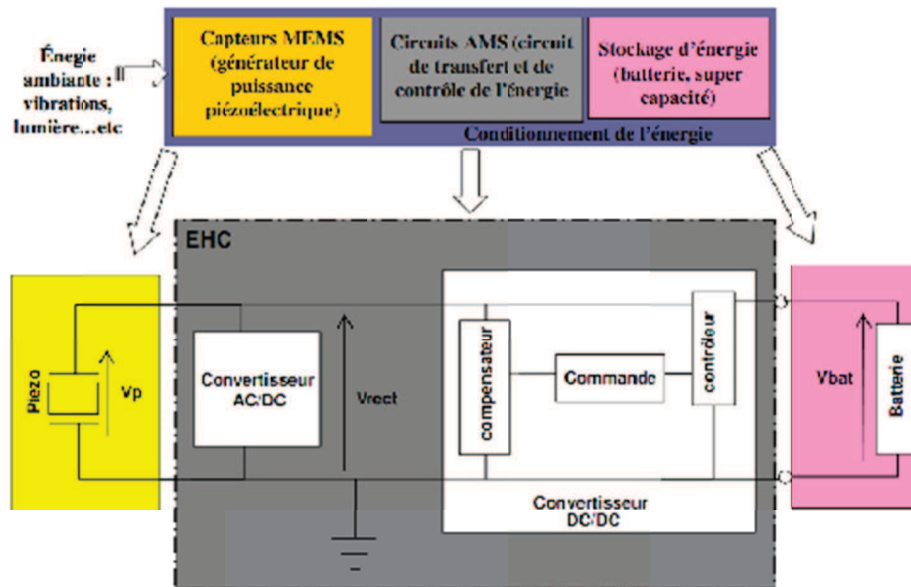 Énegie
ambiante :
vibrations,
lumière...etc
Capteurs MEMS
(générateur de
puissance
piézoélectrique)
Circuits AMS (circuit
de transfert et de
contrôle de l'énergie
Stockage d'énergie
(batterie, super
capacité)
Conditionnement de l'énergie
EHC
Piezo
Vp
Convertisseur
AC/DC
Vrect
compensateur
Commande
contrôleur
Convertisseur
DC/DC
Vbat
Batterie